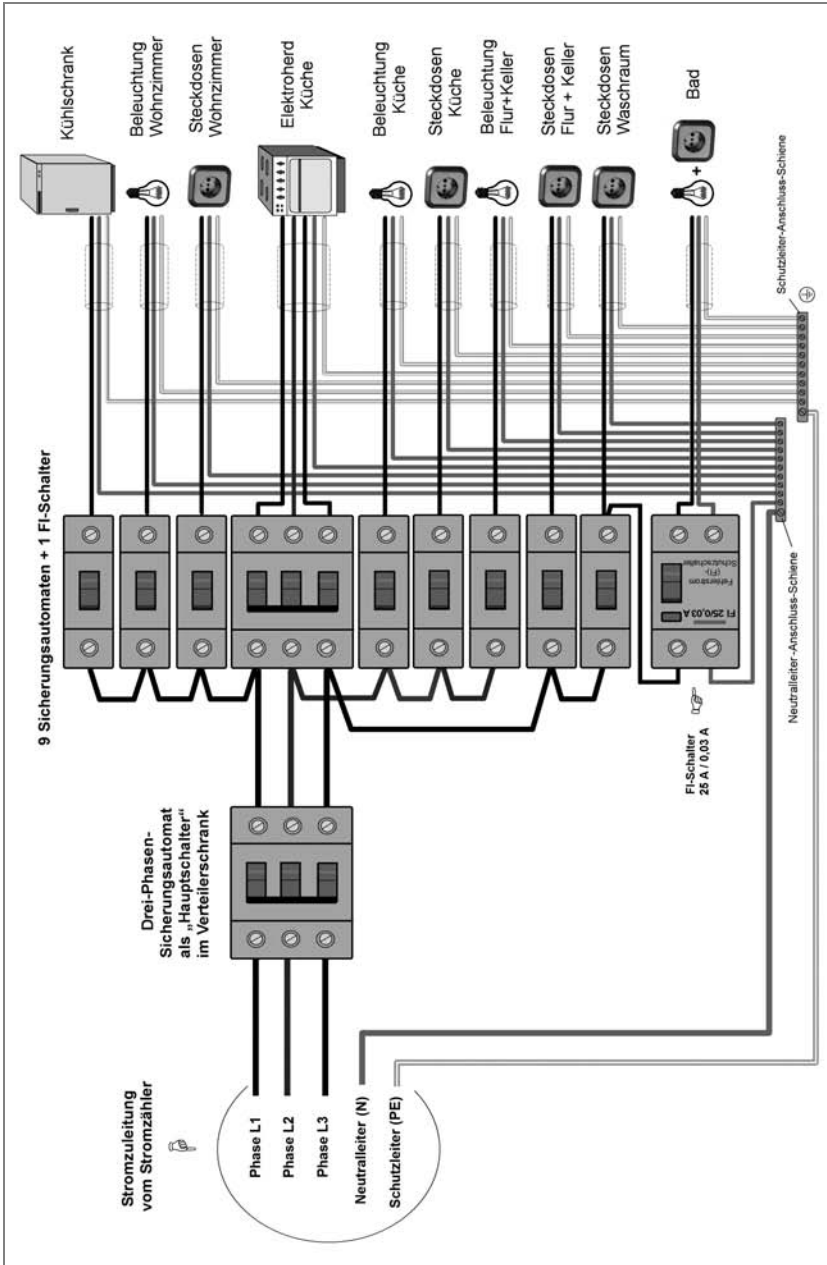 Kühlschrank
Beleuchtung
Wohnzimmer
Steckdosen
Wohnzimmer
Elektroherd
Küche
Beleuchtung
Küche
Steckdosen
Küche
Beleuchtung
Flur+Keller
Steckdosen
Flur + Keller
Steckdosen
Waschraum
Bad
+
9 Sicherungsautomaten + 1 FI-Schalter
Schutzleiter-Anschluss-Schiene
Neutralleiter -Anschluss-Schiene
FI 25/0,03 A
Fehlerstrom
(FI)-
Schutzschalter
FI-Schalter
25 A / 0,03 A
Drei-Phasen-
Sicherungsautomat
als „Hauptschalter“
im Verteilerschrank
Stromzuleitung
vom Stromzähler
Phase L1
Phase L2
Phase L3
Neutralleiter (N)
Schutzleiter (PE)